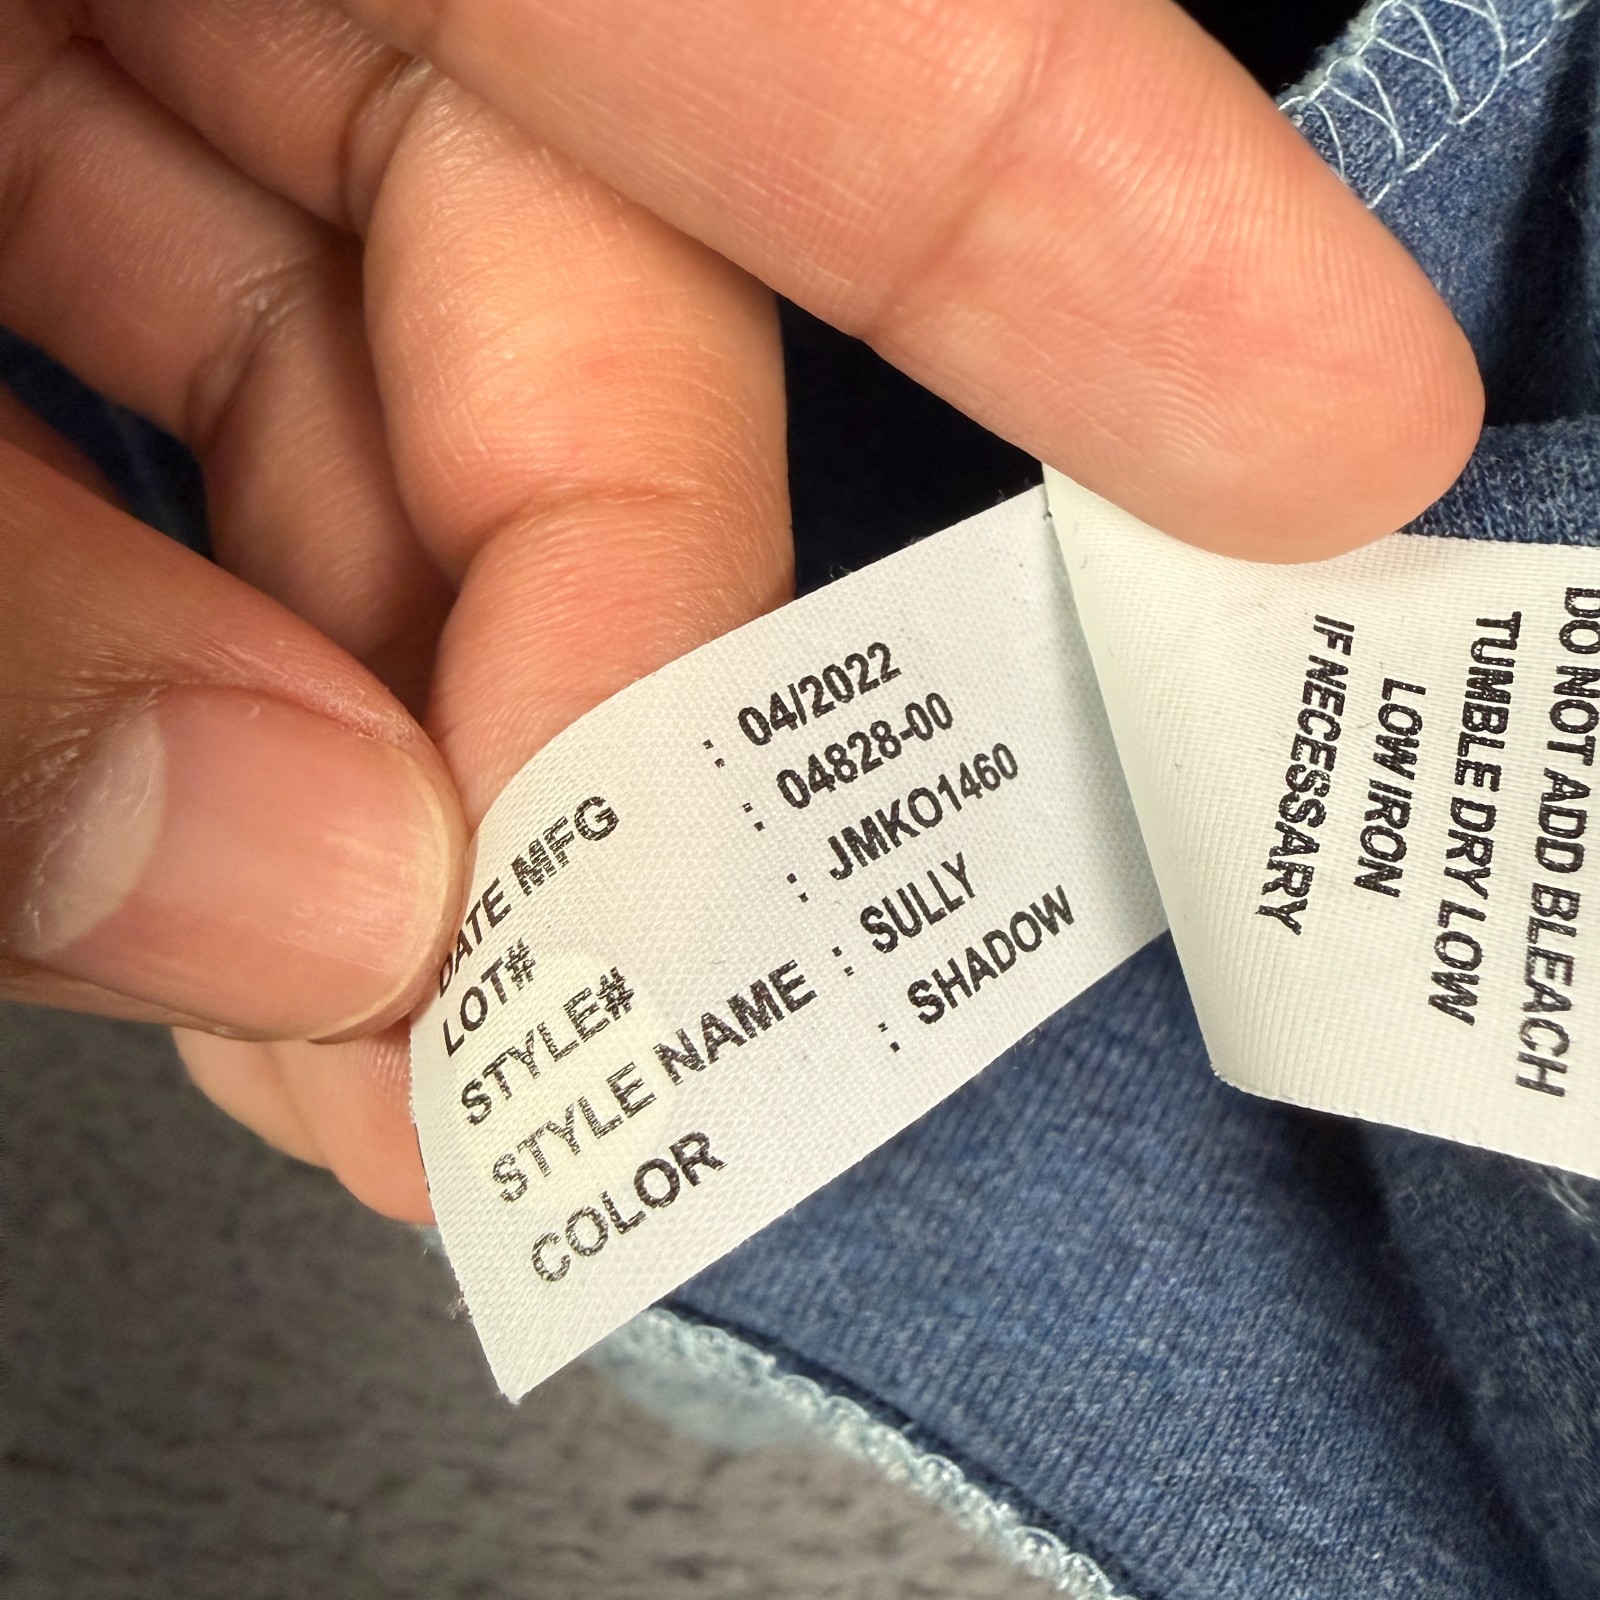 DATE MFG : 04/2022
LOT# : 04828-00
STYLE# : JMKO1460
STYLE NAME : SULLY
COLOR : SHADOW
DO NOT ADD BLEACH
TUMBLE DRY LOW
LOW IRON
IF NECESSARY